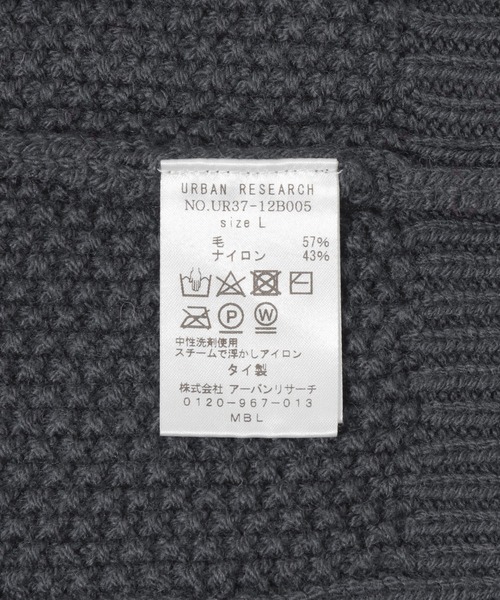 URBAN RESEARCH
NO.UR37-12B005
size L
毛 57%
ナイロン 43%
P W
中性洗剤使用
スチームで浮かしアイロン
タイ製
株式会社 アーバンリサーチ
0120-967-013
MBL